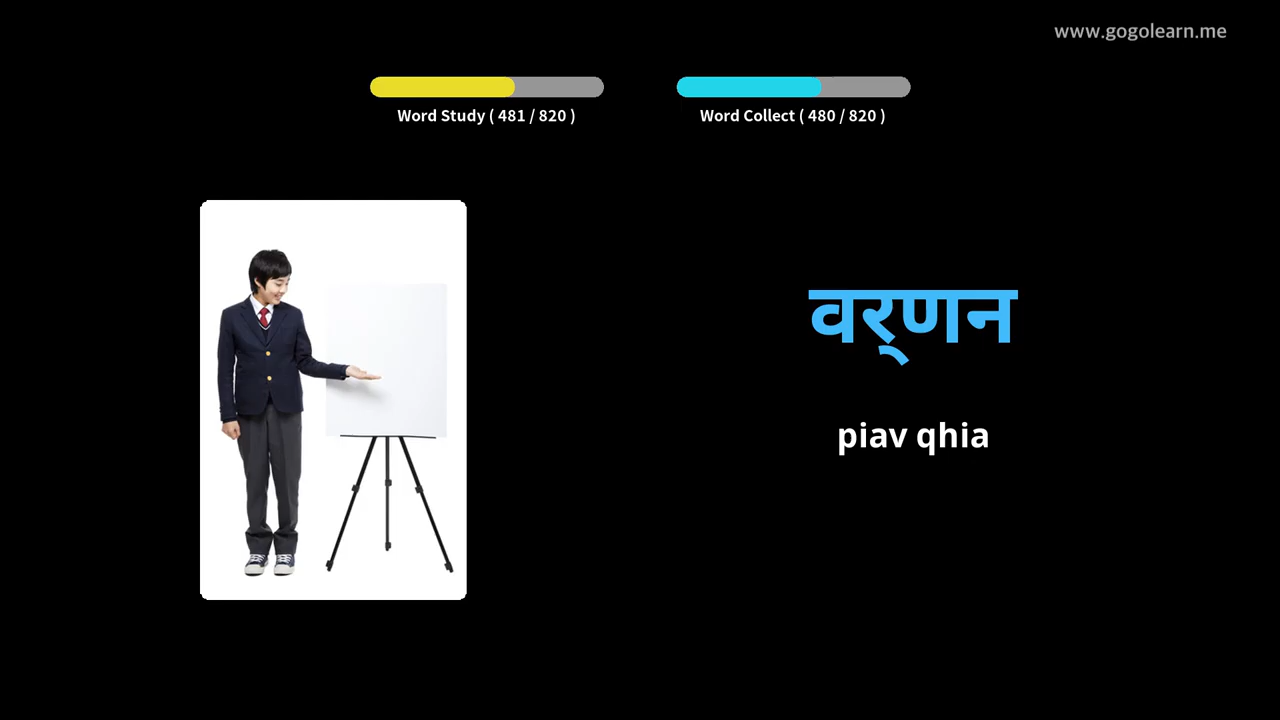 www.gogolearn.me
Word Study ( 481 / 820 )
Word Collect ( 480 / 820 )
वर्‌णन
piav qhia